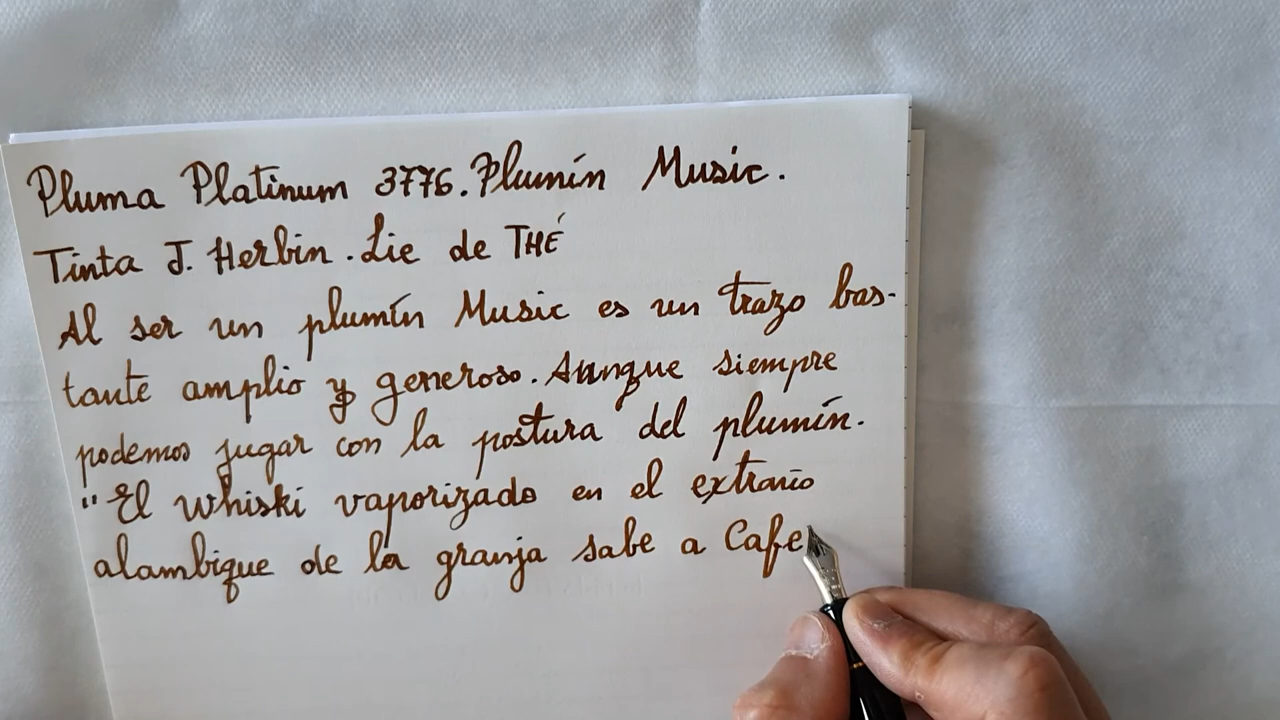 Pluma Platinum 3776. Plumín Music.
Tinta J. Herbin. Lie de THÉ
Al ser un plumín Music es un trazo bas-
tante amplio y generoso. Aunque siempre
podemos jugar con la postura del plumín.
"El whiski vaporizado en el extraño
alambique de la granja sabe a Cafe